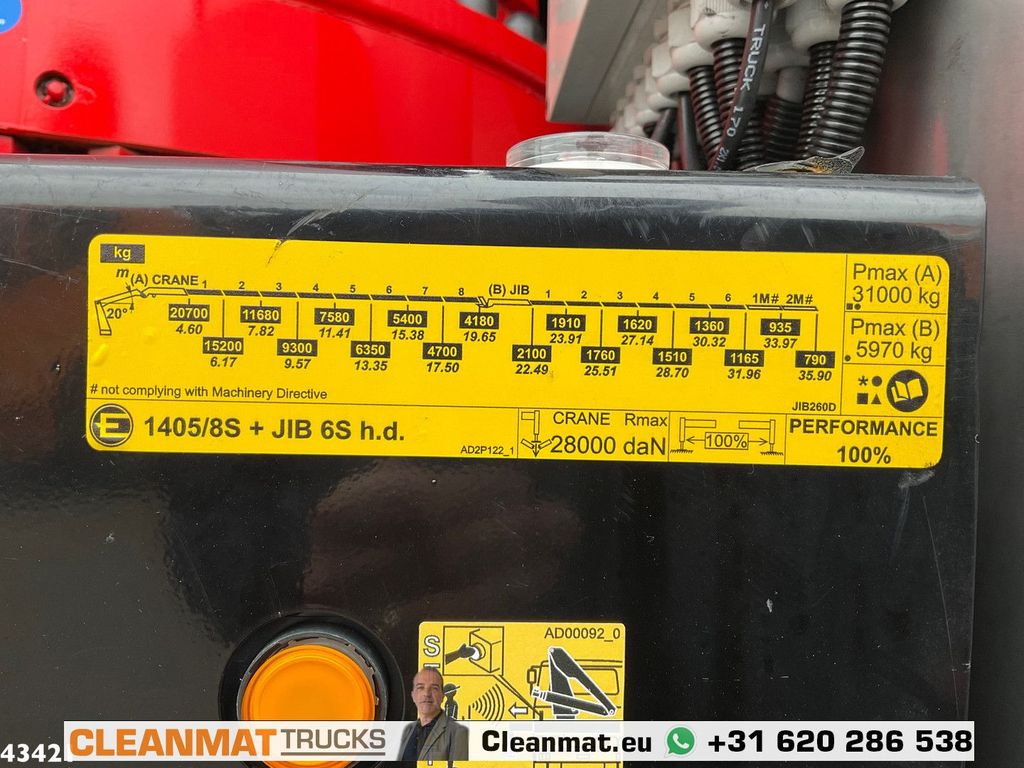 TRUCK 170
kg
m (A) CRANE 1 2 3 4 5 6 7 8 (B) JIB 1 2 3 4 5 6 1M# 2M#
20°
20700 11680 7580 5400 4180 1910 1620 1360 935
4.60 7.82 11.41 15.38 19.65 23.91 27.14 30.32 33.97
15200 9300 6350 4700 2100 1760 1510 1165 790
6.17 9.57 13.35 17.50 22.49 25.51 28.70 31.96 35.90
# not complying with Machinery Directive
JIB260D
Pmax (A)
31000 kg
Pmax (B)
5970 kg
E 1405/8S + JIB 6S h.d.
AD2P122_1
CRANE Rmax
28000 daN
100%
PERFORMANCE
100%
AD00092_0
S
CLEANMAT TRUCKS
Cleanmat.eu +31 620 286 538